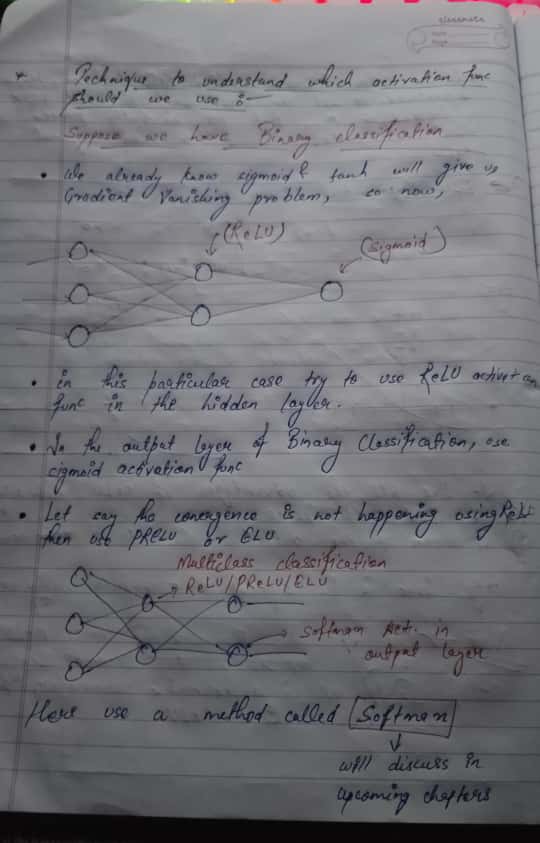 classmate
Date
Page
* Technique to understand which activation func
should we use :-
Suppose we have Binary classification
• We already know sigmoid & tanh will give us
Gradient Vanishing problem, so now,
(ReLU)
(Sigmoid)
• in this particular case try to use ReLU activation
func in the hidden layer.
• In the output layer of Binary Classification, use
sigmoid activation func
• Let say the convergence is not happening using ReLU
then use PRELU or ELU
Multiclass classification
ReLU/PReLU/ELU
Softmax Act. in
output layer
Here use a method called Softmax
will discuss in
upcoming chapters